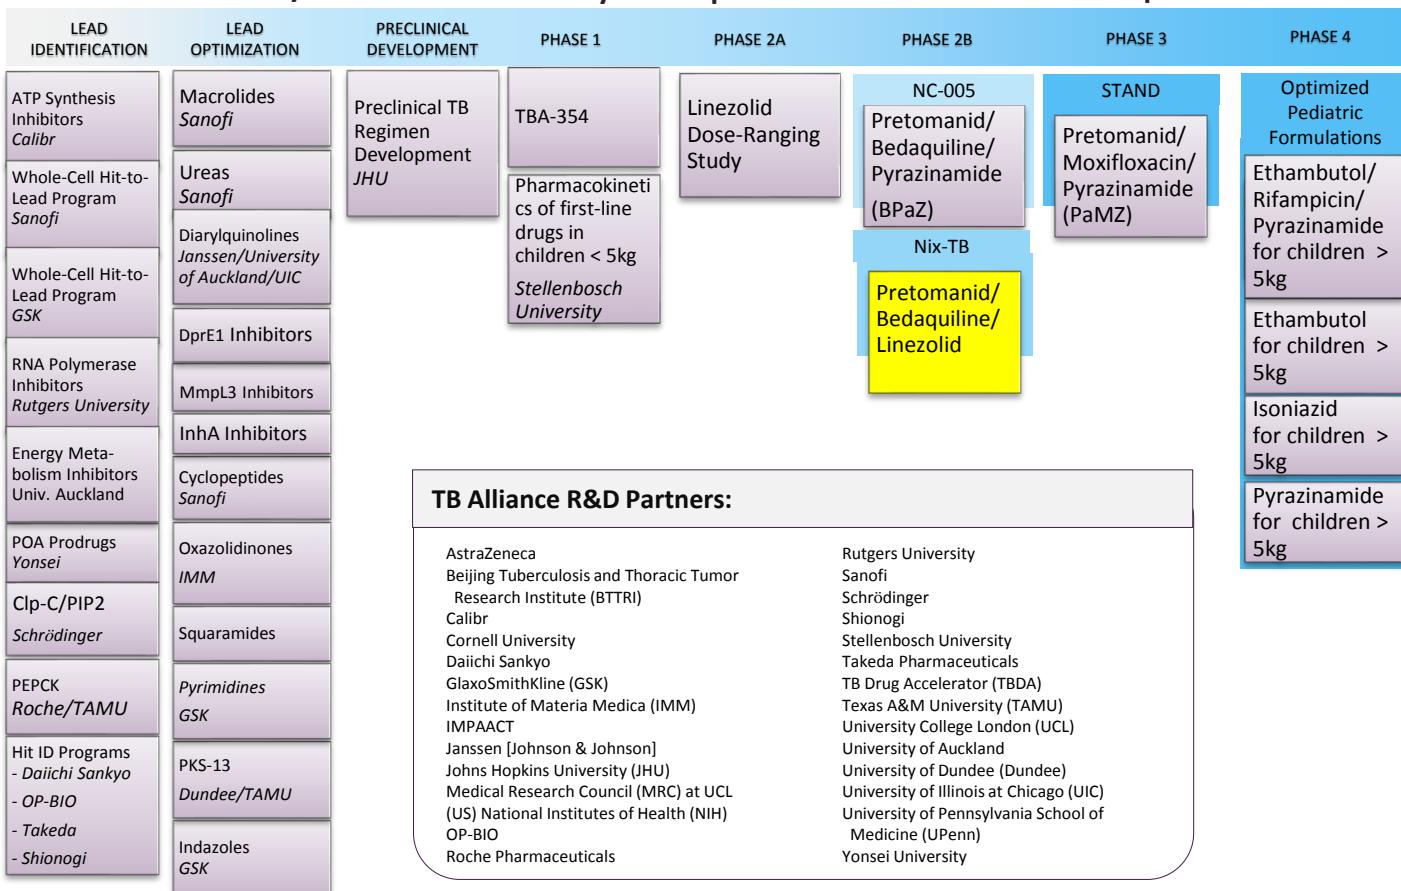 LEAD
IDENTIFICATION
LEAD
OPTIMIZATION
PRECLINICAL
DEVELOPMENT
PHASE 1
PHASE 2A
PHASE 2B
PHASE 3
PHASE 4
ATP Synthesis
Inhibitors
Calibr
Whole-Cell Hit-to-
Lead Program
Sanofi
Whole-Cell Hit-to-
Lead Program
GSK
RNA Polymerase
Inhibitors
Rutgers University
Energy Meta-
bolism Inhibitors
Univ. Auckland
POA Prodrugs
Yonsei
Clp-C/PIP2
Schrödinger
PEPCK
Roche/TAMU
Hit ID Programs
- Daiichi Sankyo
- OP-BIO
- Takeda
- Shionogi
Macrolides
Sanofi
Ureas
Sanofi
Diarylquinolines
Janssen/University
of Auckland/UIC
DprE1 Inhibitors
MmpL3 Inhibitors
InhA Inhibitors
Cyclopeptides
Sanofi
Oxazolidinones
IMM
Squaramides
Pyrimidines
GSK
PKS-13
Dundee/TAMU
Indazoles
GSK
Preclinical TB
Regimen
Development
JHU
TBA-354
Pharmacokineti
cs of first-line
drugs in
children < 5kg
Stellenbosch
University
Linezolid
Dose-Ranging
Study
NC-005
Pretomanid/
Bedaquiline/
Pyrazinamide
(BPaZ)
Nix-TB
Pretomanid/
Bedaquiline/
Linezolid
STAND
Pretomanid/
Moxifloxacin/
Pyrazinamide
(PaMZ)
Optimized
Pediatric
Formulations
Ethambutol/
Rifampicin/
Pyrazinamide
for children >
5kg
Ethambutol
for children >
5kg
Isoniazid
for children >
5kg
Pyrazinamide
for children >
5kg
TB Alliance R&D Partners:
AstraZeneca
Beijing Tuberculosis and Thoracic Tumor
Research Institute (BTTRI)
Calibr
Cornell University
Daiichi Sankyo
GlaxoSmithKline (GSK)
Institute of Materia Medica (IMM)
IMPAACT
Janssen [Johnson & Johnson]
Johns Hopkins University (JHU)
Medical Research Council (MRC) at UCL
(US) National Institutes of Health (NIH)
OP-BIO
Roche Pharmaceuticals
Rutgers University
Sanofi
Schrödinger
Shionogi
Stellenbosch University
Takeda Pharmaceuticals
TB Drug Accelerator (TBDA)
Texas A&M University (TAMU)
University College London (UCL)
University of Auckland
University of Dundee (Dundee)
University of Illinois at Chicago (UIC)
University of Pennsylvania School of
Medicine (UPenn)
Yonsei University